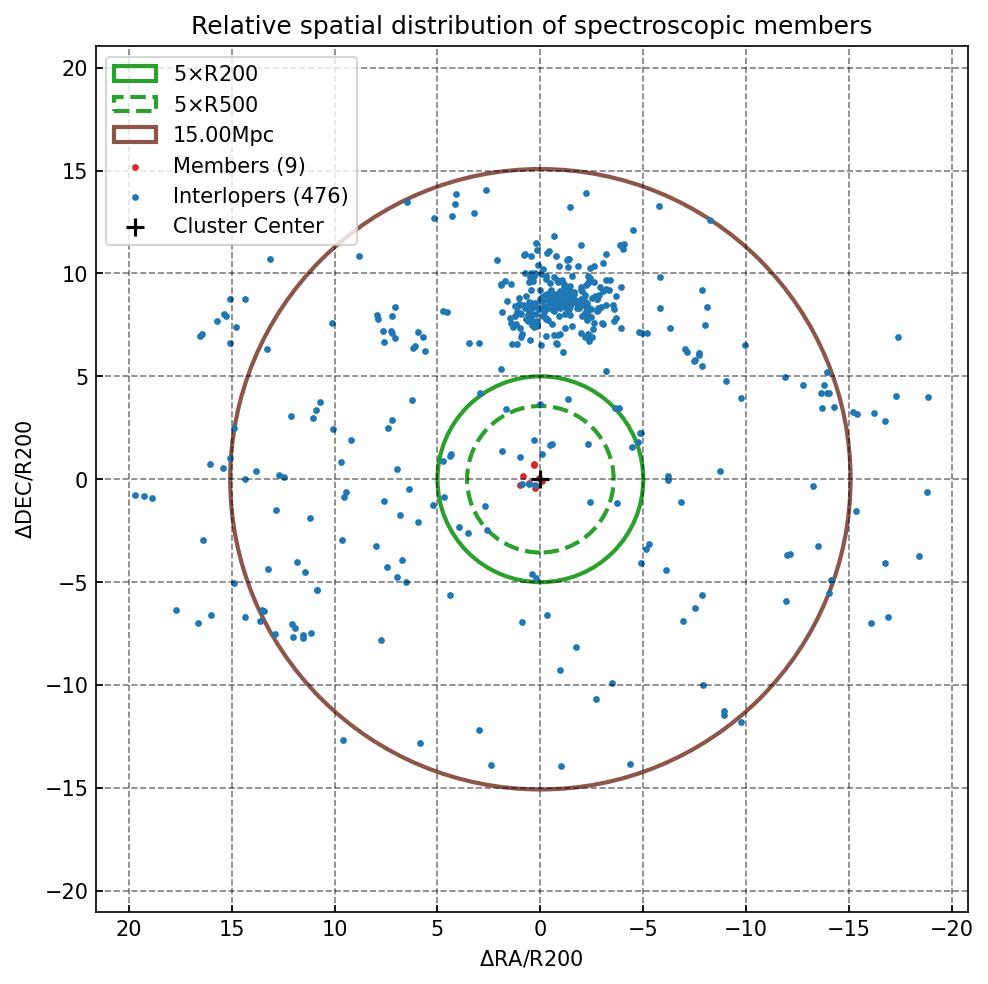 Relative spatial distribution of spectroscopic members
5×R200
5×R500
15.00Mpc
Members (9)
Interlopers (476)
Cluster Center
20
15
10
5
0
−5
−10
−15
−20
ΔDEC/R200
20 15 10 5 0 −5 −10 −15 −20
ΔRA/R200